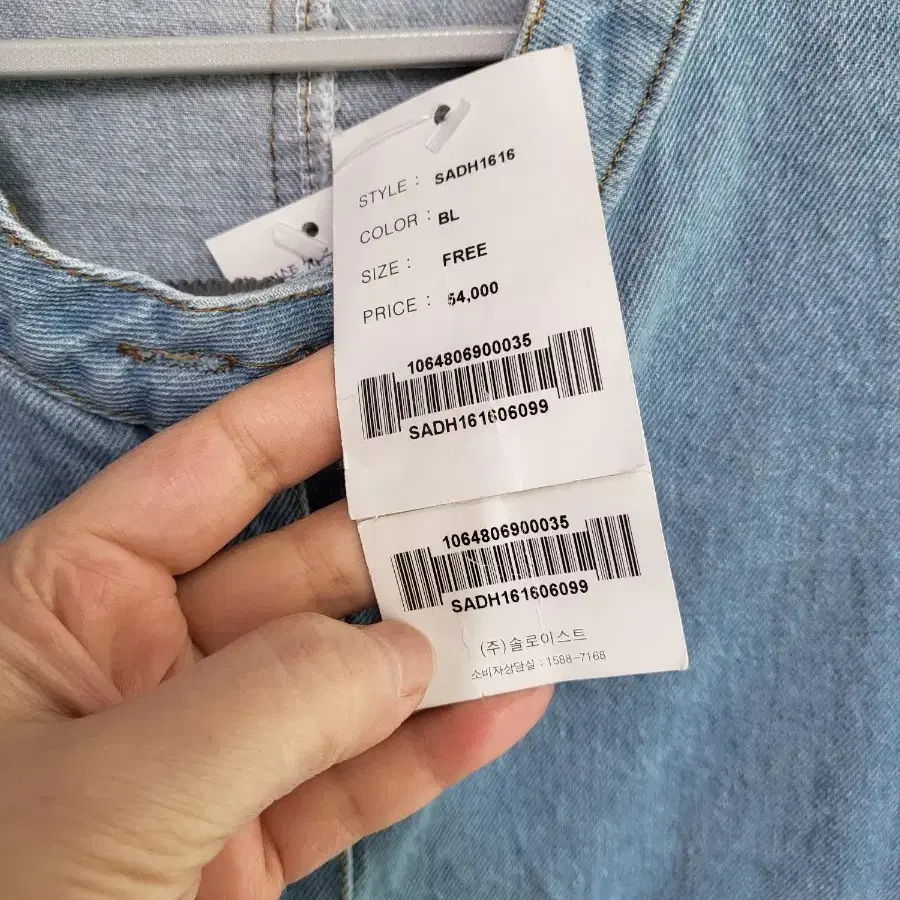 STYLE : SADH1616
COLOR : BL
SIZE : FREE
PRICE : 54,000
1064806900035
SADH161606099
1064806900035
SADH161606099
(주)솔로이스트
소비자상담실 : 1588-7168